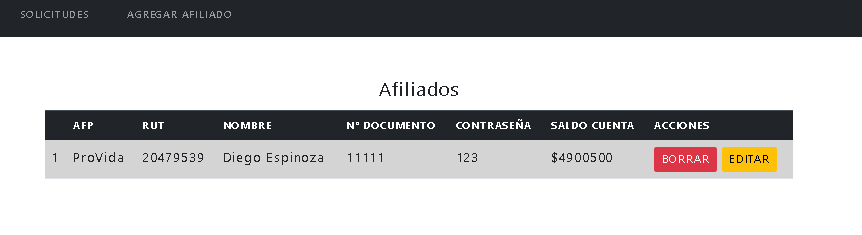 SOLICITUDES AGREGAR AFILIADO
Afiliados
AFP RUT NOMBRE N° DOCUMENTO CONTRASEÑA SALDO CUENTA ACCIONES
1 ProVida 20479539 Diego Espinoza 11111 123 $4900500 BORRAR EDITAR